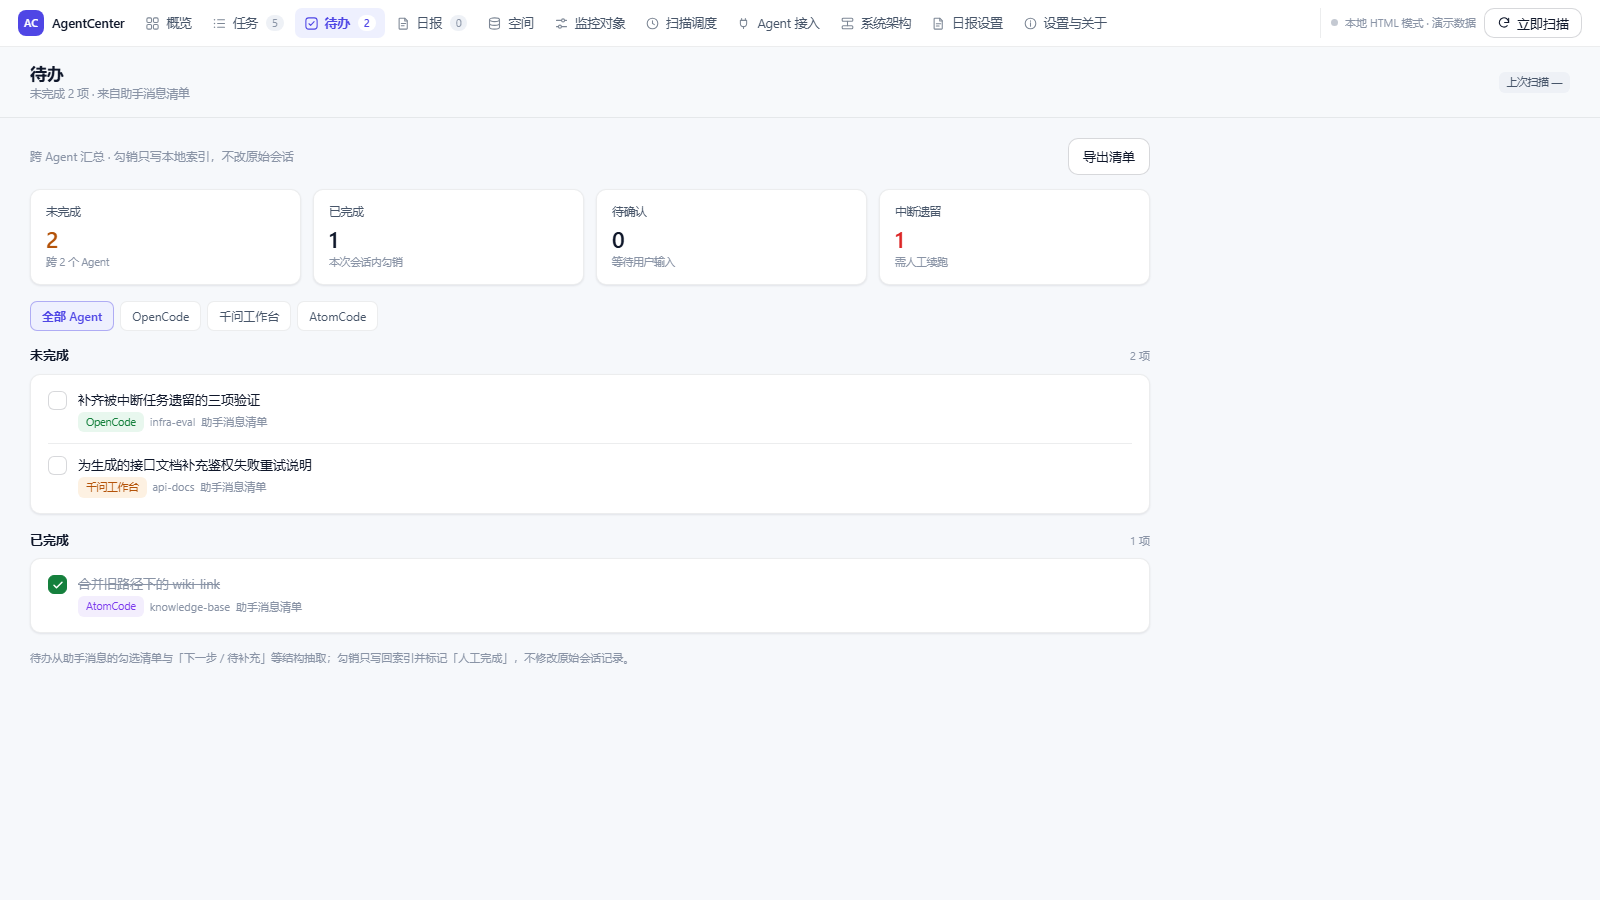 AC AgentCenter 概览 任务 5 待办 2 日报 0 空间 监控对象 扫描调度 Agent 接入 系统架构 日报设置 设置与关于 本地 HTML 模式 · 演示数据 立即扫描
待办
未完成 2 项 · 来自助手消息清单
上次扫描 —
跨 Agent 汇总 · 勾销只写本地索引，不改原始会话
导出清单
未完成
2
跨 2 个 Agent
已完成
1
本次会话内勾销
待确认
0
等待用户输入
中断遗留
1
需人工续跑
全部 Agent OpenCode 千问工作台 AtomCode
未完成 2 项
补齐被中断任务遗留的三项验证
OpenCode infra-eval 助手消息清单
为生成的接口文档补充鉴权失败重试说明
千问工作台 api-docs 助手消息清单
已完成 1 项
合并旧路径下的 wiki-link
AtomCode knowledge-base 助手消息清单
待办从助手消息的勾选清单与「下一步 / 待补充」等结构抽取；勾销只写回索引并标记「人工完成」，不修改原始会话记录。